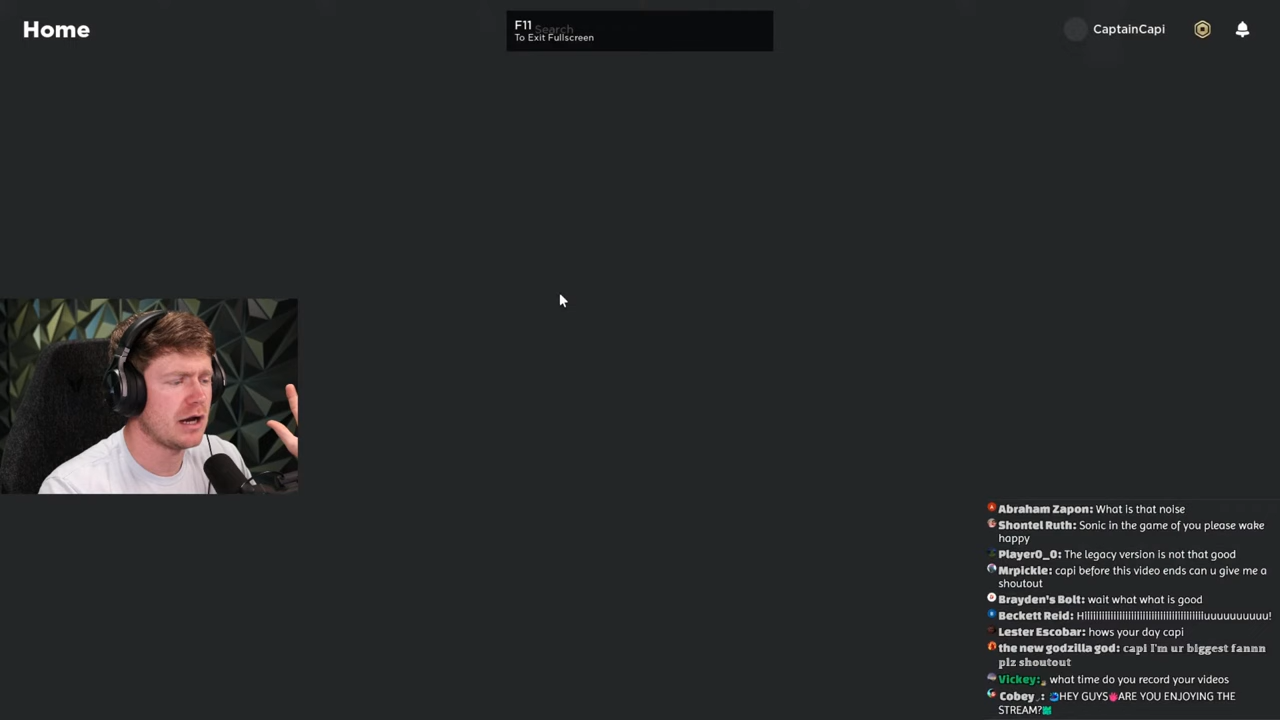 Home
F11
Search
To Exit Fullscreen
CaptainCapi
Abraham Zapon: What is that noise
Shontel Ruth: Sonic in the game of you please wake
happy
Player0_0: The legacy version is not that good
Mrpickle: capi before this video ends can u give me a
shoutout
Brayden's Bolt: wait what what is good
Beckett Reid: Hiiiiiiiiiiiiiiiiiiiiiiiiiiiiiiiiiiiiiiiiiiiiuuuuuuuuuu!
Lester Escobar: hows your day capi
the new godzilla god: capi I'm ur biggest fannn
plz shoutout
Vickey: what time do you record your videos
Cobey: HEY GUYS ARE YOU ENJOYING THE
STREAM?